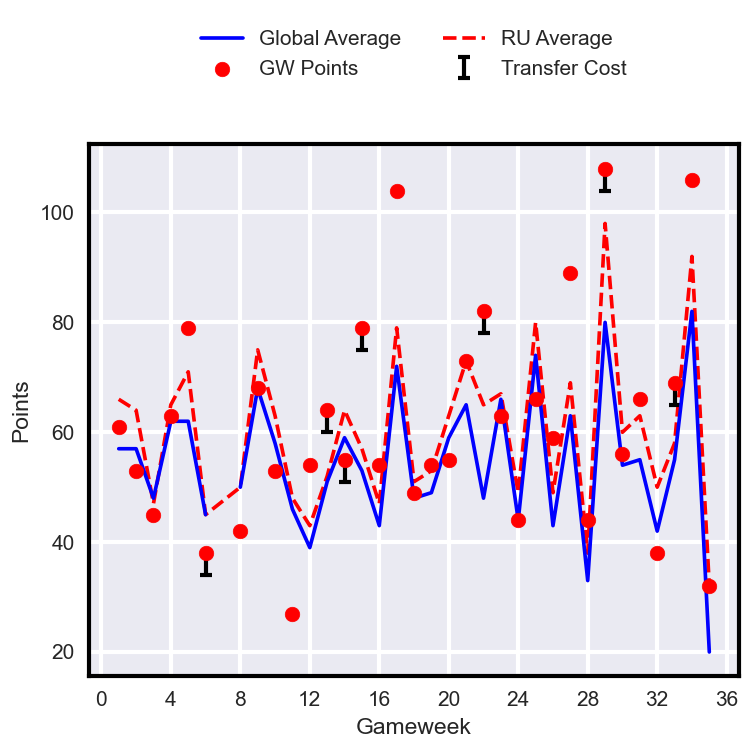 Global Average
GW Points
RU Average
Transfer Cost
Points
100
80
60
40
20
0 4 8 12 16 20 24 28 32 36
Gameweek